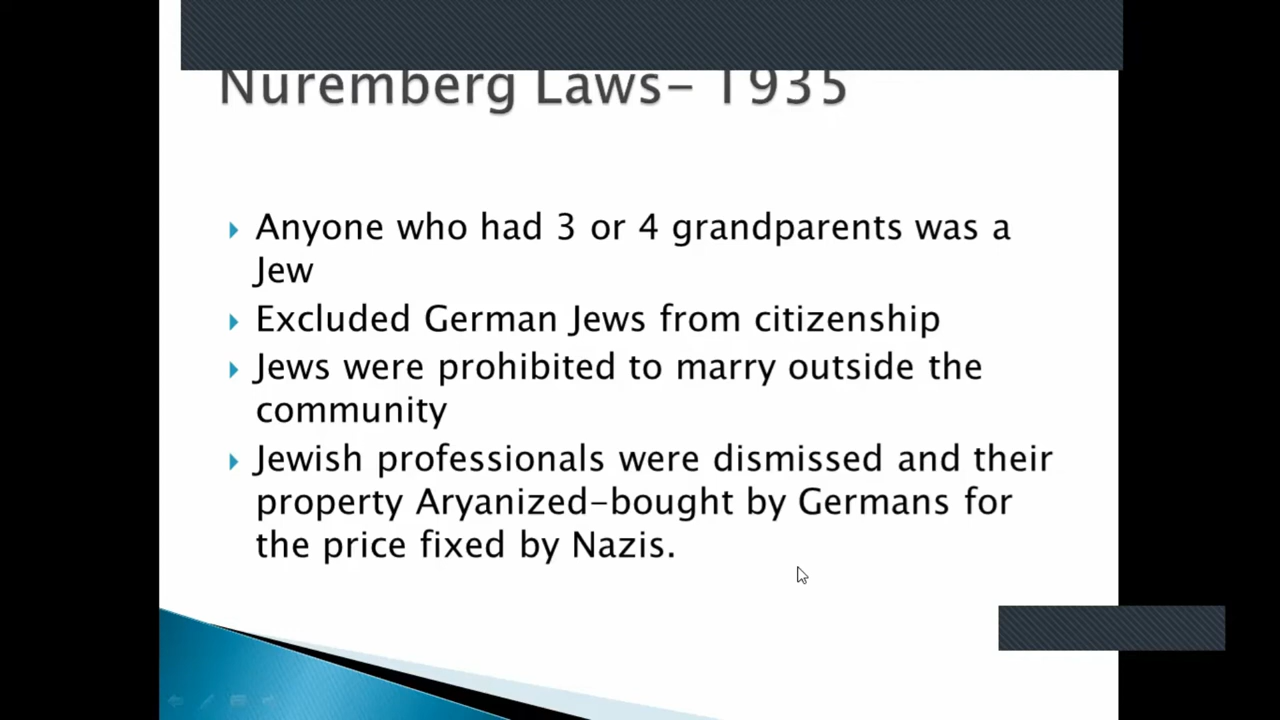 Nuremberg Laws- 1935
Anyone who had 3 or 4 grandparents was a
Jew
Excluded German Jews from citizenship
Jews were prohibited to marry outside the
community
Jewish professionals were dismissed and their
property Aryanized-bought by Germans for
the price fixed by Nazis.